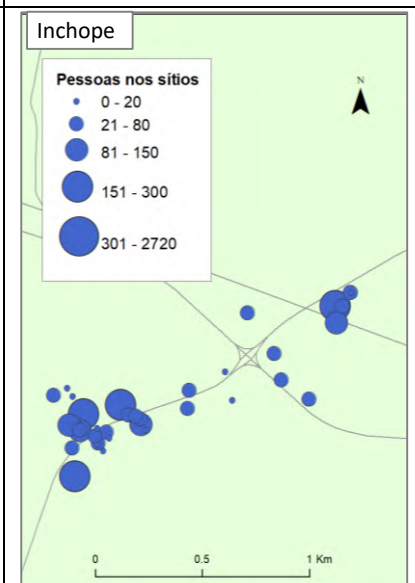 Inchope
Pessoas nos sítios
0 - 20
21 - 80
81 - 150
151 - 300
301 - 2720
N
0 0.5 1 Km